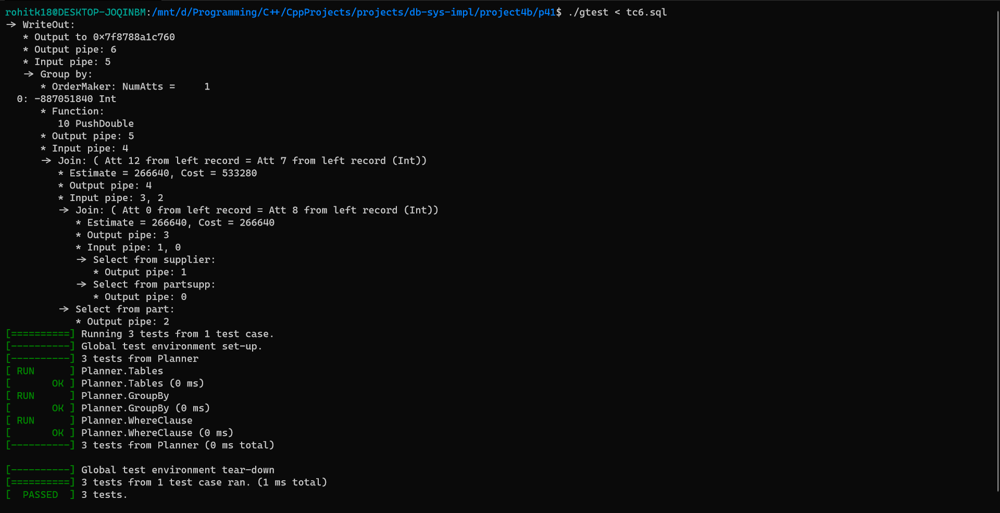 rohitk18@DESKTOP-JOQINBM:/mnt/d/Programming/C++/CppProjects/projects/db-sys-impl/project4b/p41$ ./gtest < tc6.sql
-> WriteOut:
   * Output to 0x7f8788a1c760
   * Output pipe: 6
   * Input pipe: 5
   -> Group by:
      * OrderMaker: NumAtts =     1
  0: -887051840 Int
      * Function:
         10 PushDouble
      * Output pipe: 5
      * Input pipe: 4
      -> Join: ( Att 12 from left record = Att 7 from left record (Int))
         * Estimate = 266640, Cost = 533280
         * Output pipe: 4
         * Input pipe: 3, 2
         -> Join: ( Att 0 from left record = Att 8 from left record (Int))
            * Estimate = 266640, Cost = 266640
            * Output pipe: 3
            * Input pipe: 1, 0
            -> Select from supplier:
               * Output pipe: 1
            -> Select from partsupp:
               * Output pipe: 0
         -> Select from part:
            * Output pipe: 2
[==========] Running 3 tests from 1 test case.
[----------] Global test environment set-up.
[----------] 3 tests from Planner
[ RUN      ] Planner.Tables
[       OK ] Planner.Tables (0 ms)
[ RUN      ] Planner.GroupBy
[       OK ] Planner.GroupBy (0 ms)
[ RUN      ] Planner.WhereClause
[       OK ] Planner.WhereClause (0 ms)
[----------] 3 tests from Planner (0 ms total)

[----------] Global test environment tear-down
[==========] 3 tests from 1 test case ran. (1 ms total)
[  PASSED  ] 3 tests.